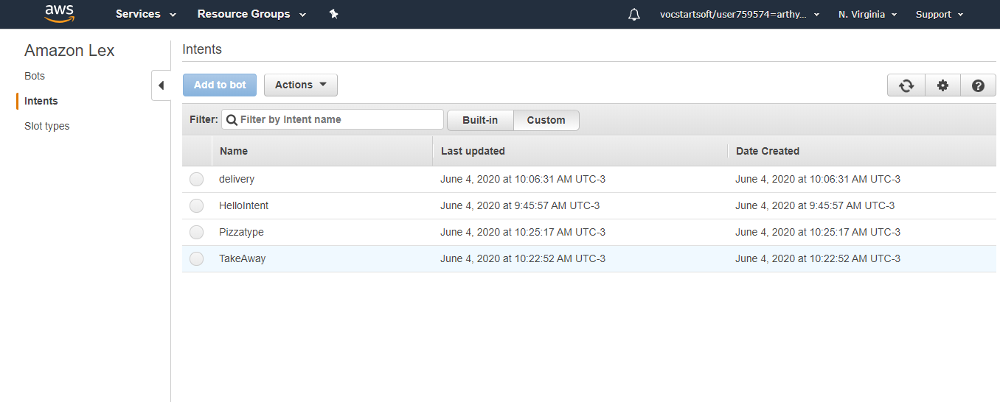 aws Services Resource Groups vocstartsoft/user759574=arthy... N. Virginia Support
Amazon Lex
Bots
Intents
Slot types
Intents
Add to bot Actions
Filter: Filter by Intent name Built-in Custom
Name Last updated Date Created
delivery June 4, 2020 at 10:06:31 AM UTC-3 June 4, 2020 at 10:06:31 AM UTC-3
HelloIntent June 4, 2020 at 9:45:57 AM UTC-3 June 4, 2020 at 9:45:57 AM UTC-3
Pizzatype June 4, 2020 at 10:25:17 AM UTC-3 June 4, 2020 at 10:25:17 AM UTC-3
TakeAway June 4, 2020 at 10:22:52 AM UTC-3 June 4, 2020 at 10:22:52 AM UTC-3